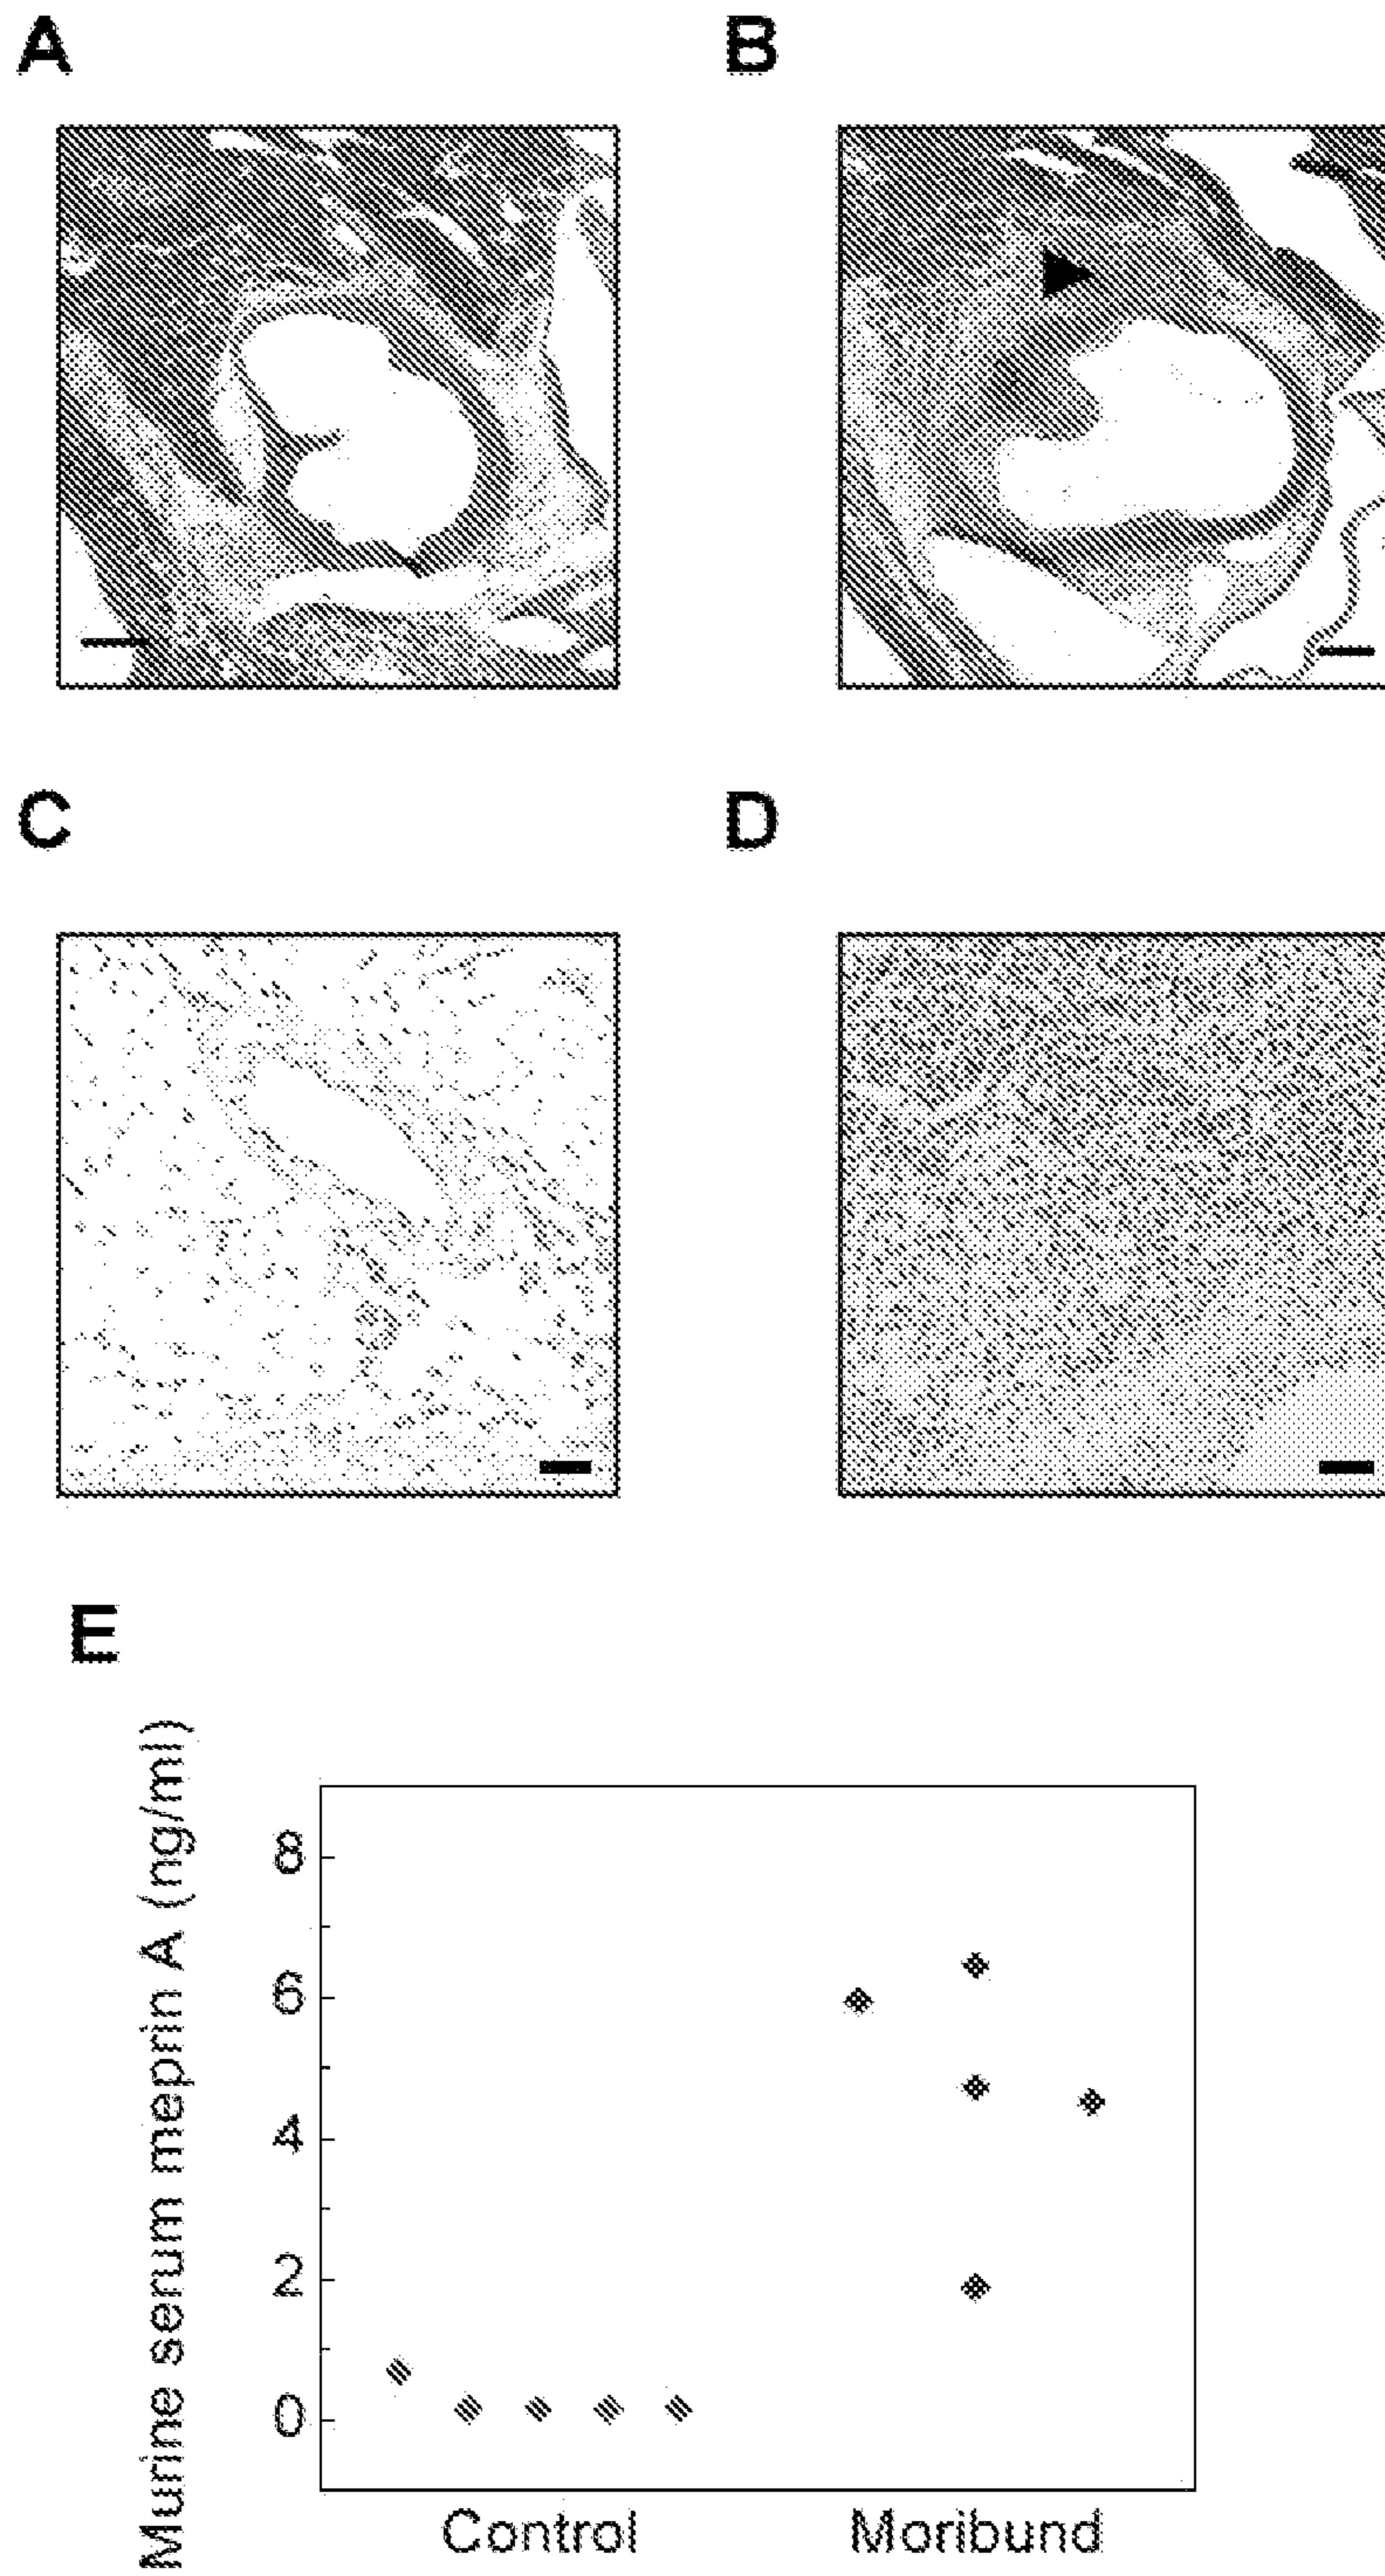 A
B
C
D
E
Murine serum meprin A (ng/ml)
8
6
4
2
0
Control
Moribund